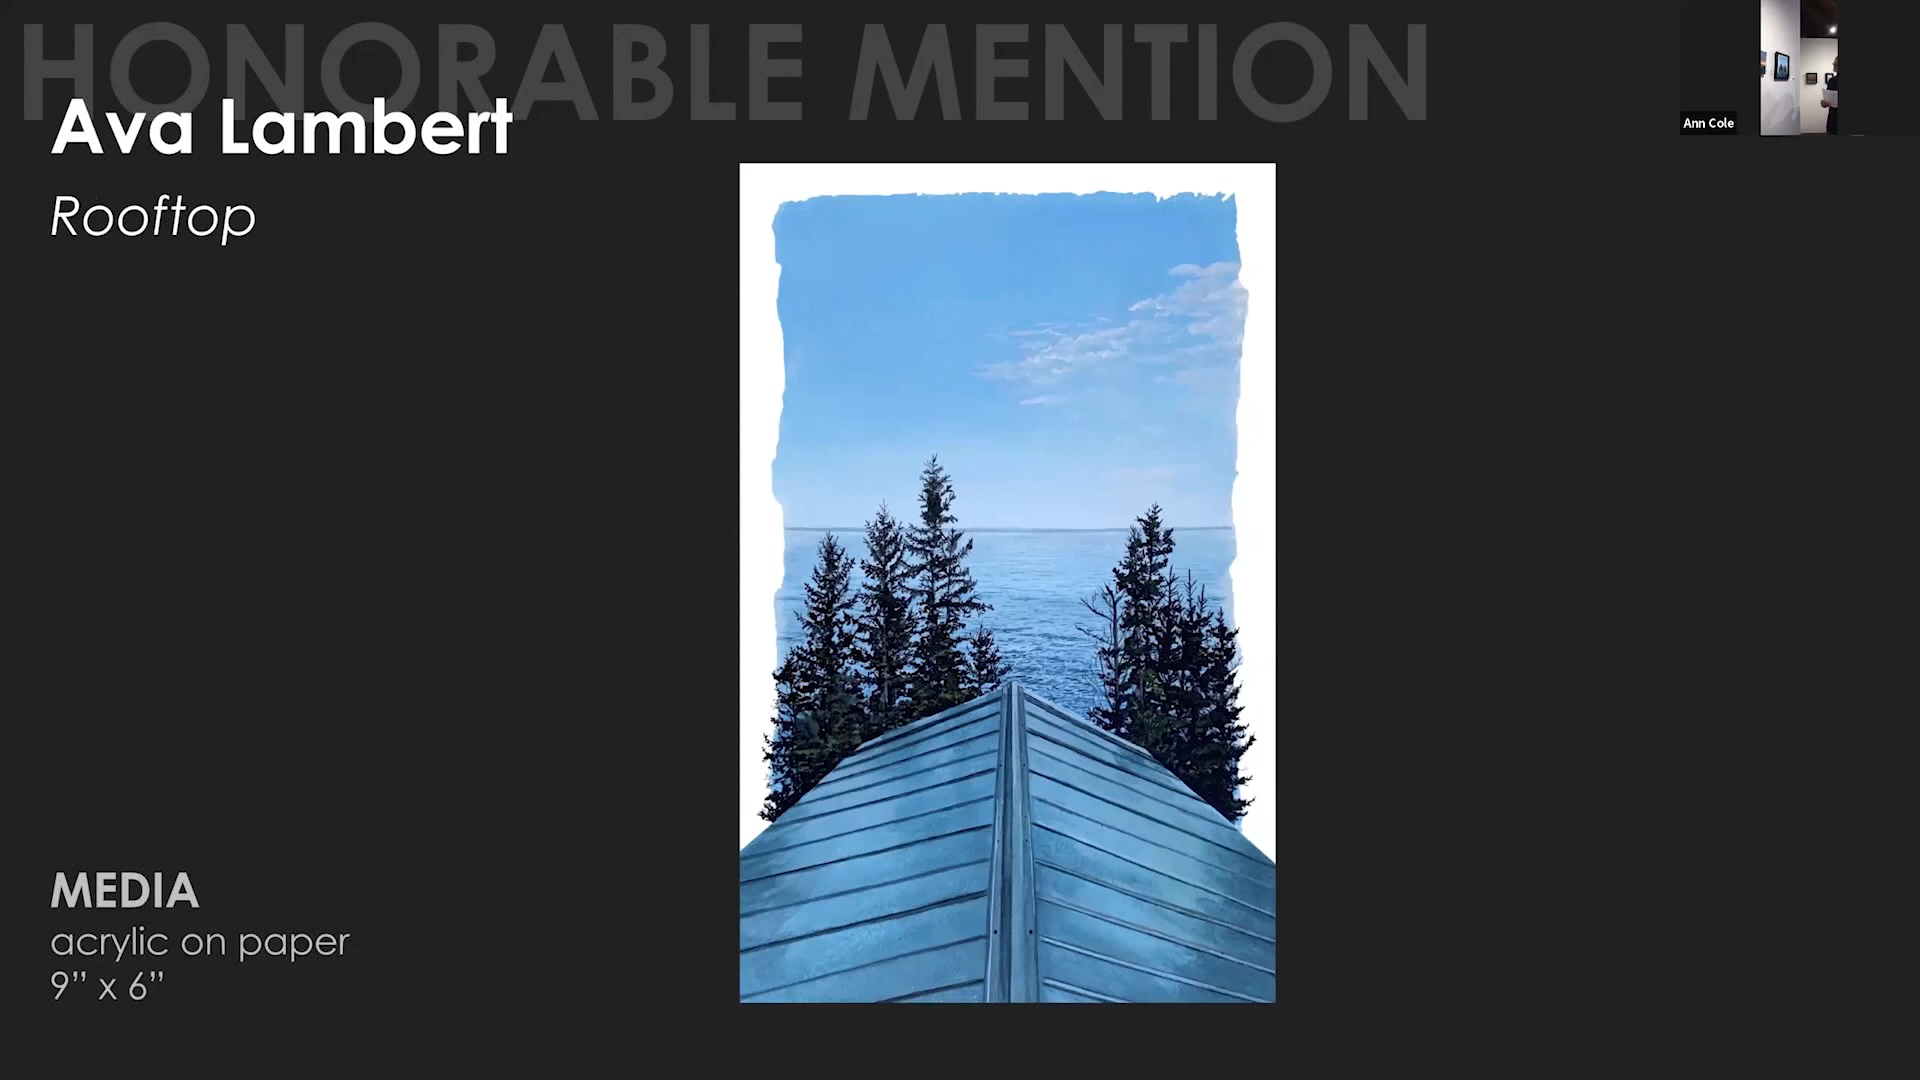 HONORABLE MENTION
Ava Lambert
Rooftop
MEDIA
acrylic on paper
9” x 6”
Ann Cole